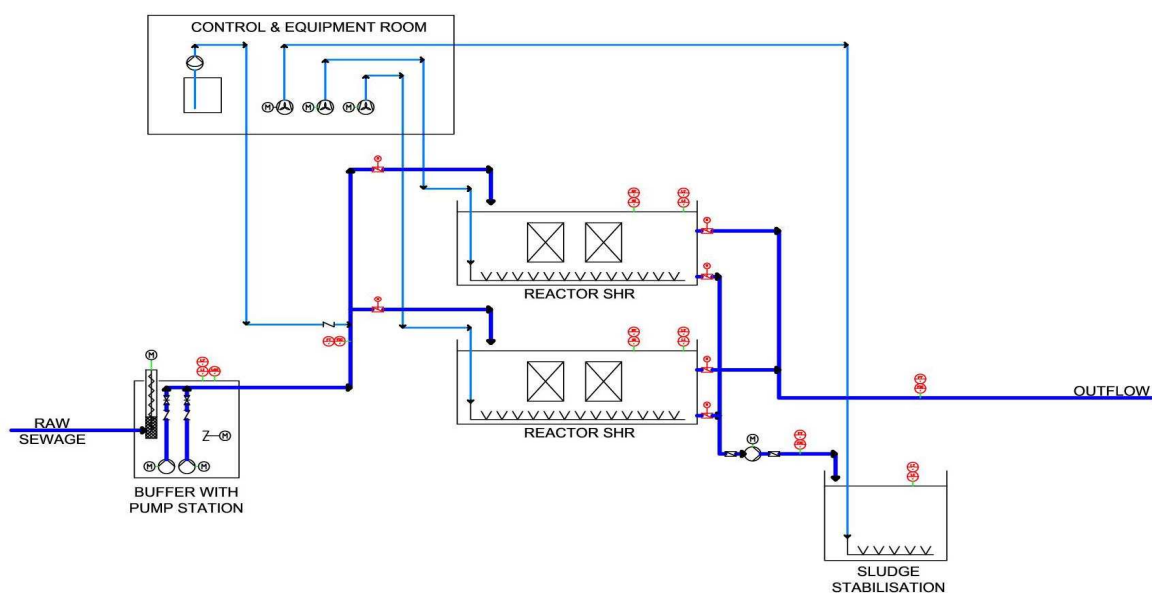 CONTROL & EQUIPMENT ROOM
M
M
M
REACTOR SHR
REACTOR SHR
M
RAW
SEWAGE
M
M
M
BUFFER WITH
PUMP STATION
M
OUTFLOW
SLUDGE
STABILISATION